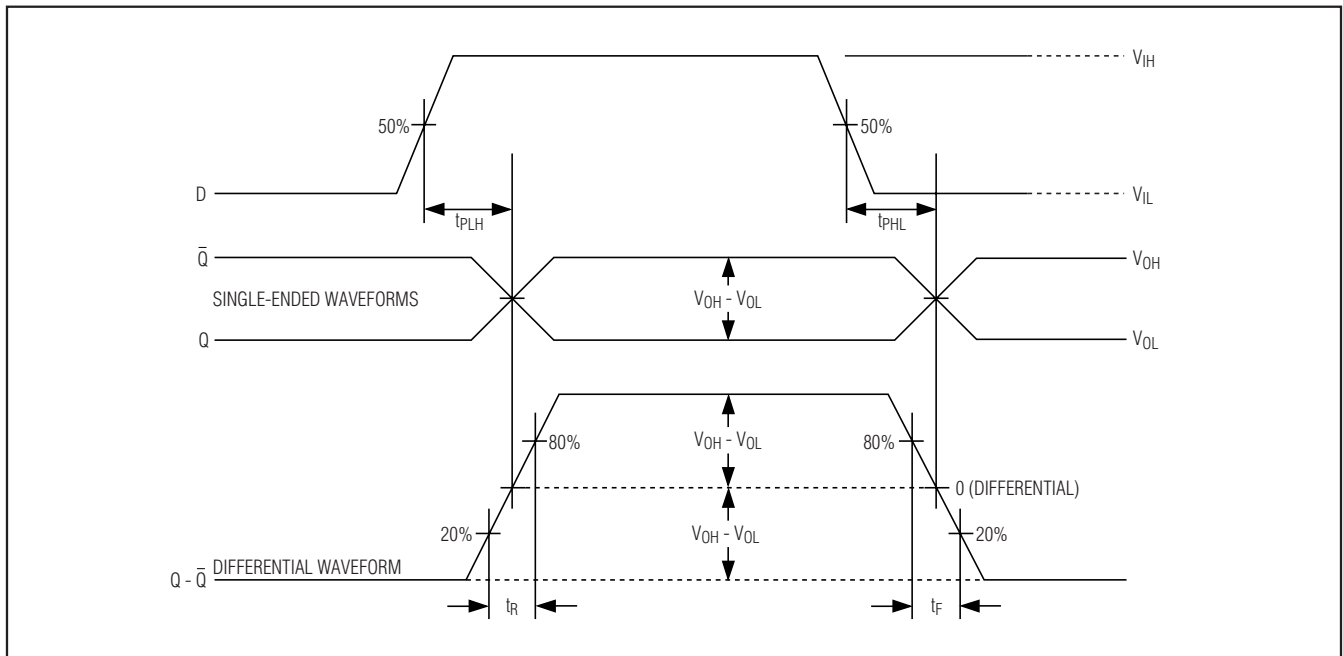 V_IH
50%
50%
D
V_IL
t_PLH
t_PHL
Q̄
V_OH
SINGLE-ENDED WAVEFORMS
V_OH - V_OL
Q
V_OL
80%
V_OH - V_OL
80%
0 (DIFFERENTIAL)
20%
V_OH - V_OL
20%
Q - Q̄ DIFFERENTIAL WAVEFORM
t_R
t_F